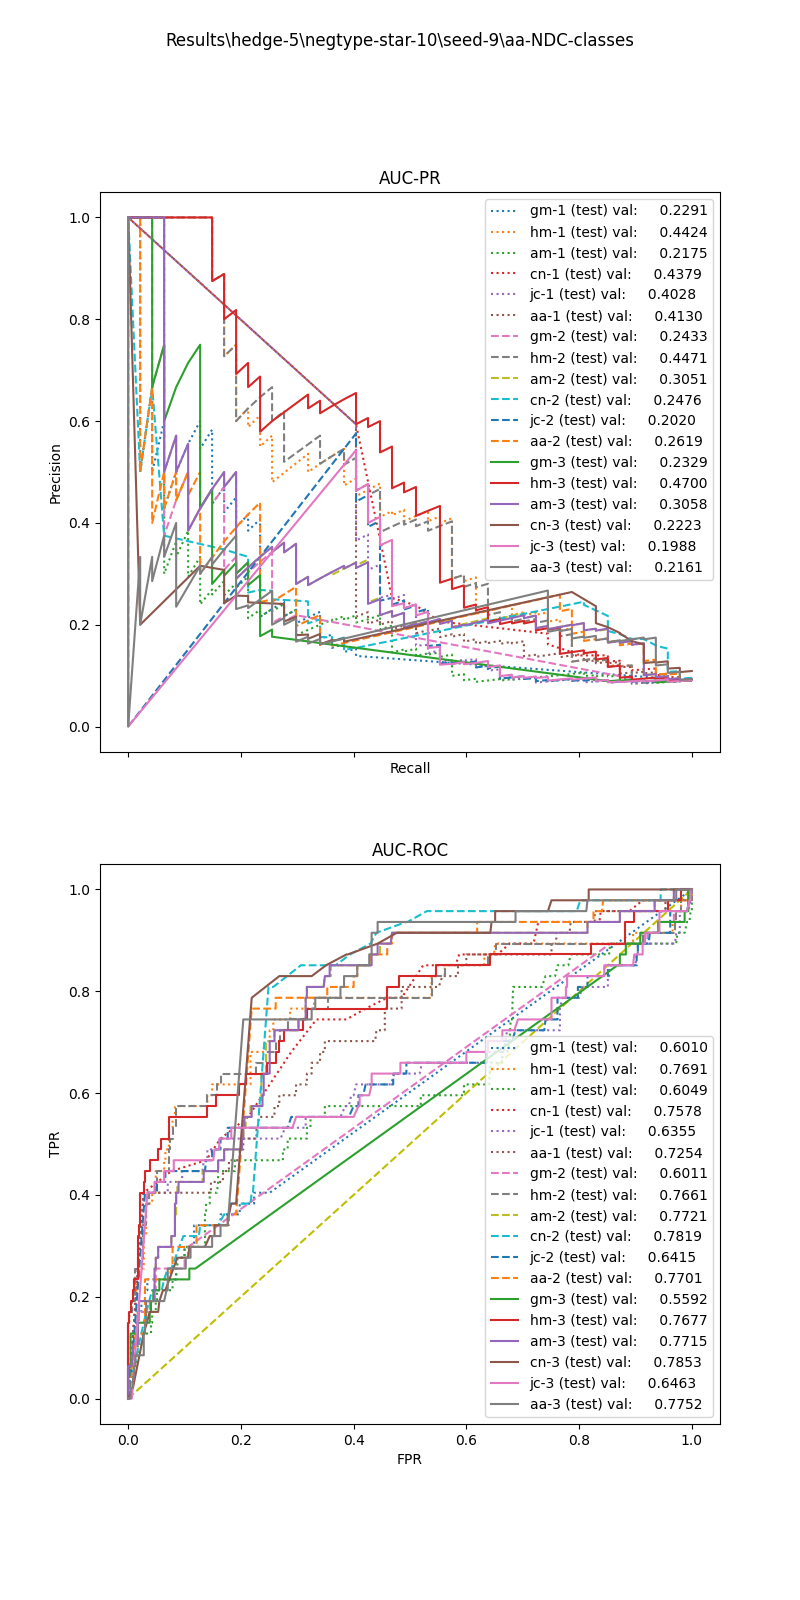 Results\hedge-5\negtype-star-10\seed-9\aa-NDC-classes
AUC-PR
1.0
0.8
0.6
0.4
0.2
0.0
Precision
Recall
gm-1 (test) val: 0.2291
hm-1 (test) val: 0.4424
am-1 (test) val: 0.2175
cn-1 (test) val: 0.4379
jc-1 (test) val: 0.4028
aa-1 (test) val: 0.4130
gm-2 (test) val: 0.2433
hm-2 (test) val: 0.4471
am-2 (test) val: 0.3051
cn-2 (test) val: 0.2476
jc-2 (test) val: 0.2020
aa-2 (test) val: 0.2619
gm-3 (test) val: 0.2329
hm-3 (test) val: 0.4700
am-3 (test) val: 0.3058
cn-3 (test) val: 0.2223
jc-3 (test) val: 0.1988
aa-3 (test) val: 0.2161
AUC-ROC
1.0
0.8
0.6
0.4
0.2
0.0
TPR
0.0 0.2 0.4 0.6 0.8 1.0
FPR
gm-1 (test) val: 0.6010
hm-1 (test) val: 0.7691
am-1 (test) val: 0.6049
cn-1 (test) val: 0.7578
jc-1 (test) val: 0.6355
aa-1 (test) val: 0.7254
gm-2 (test) val: 0.6011
hm-2 (test) val: 0.7661
am-2 (test) val: 0.7721
cn-2 (test) val: 0.7819
jc-2 (test) val: 0.6415
aa-2 (test) val: 0.7701
gm-3 (test) val: 0.5592
hm-3 (test) val: 0.7677
am-3 (test) val: 0.7715
cn-3 (test) val: 0.7853
jc-3 (test) val: 0.6463
aa-3 (test) val: 0.7752